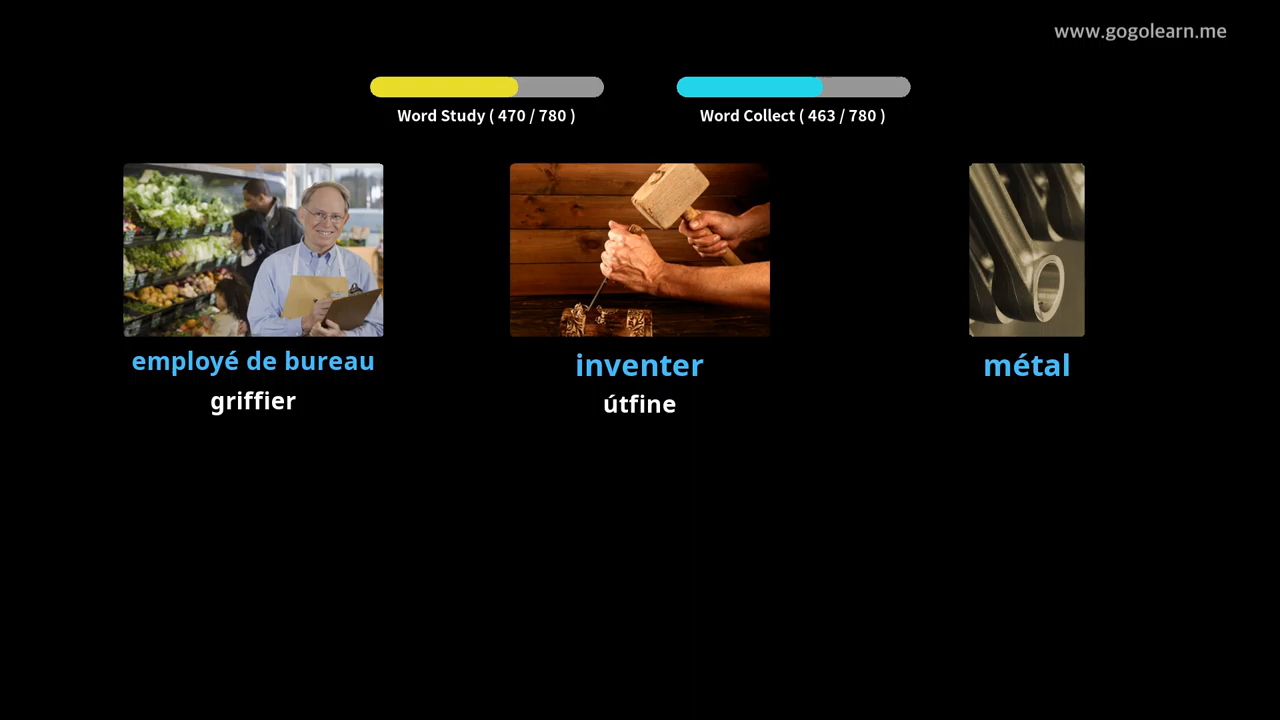 www.gogolearn.me
Word Study ( 470 / 780 )
Word Collect ( 463 / 780 )
employé de bureau
griffier
inventer
útfine
métal